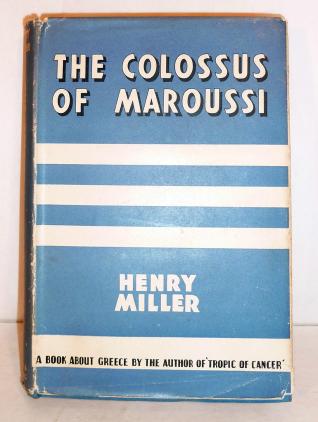 THE COLOSSUS
OF MAROUSSI
HENRY
MILLER
A BOOK ABOUT GREECE BY THE AUTHOR OF 'TROPIC OF CANCER'